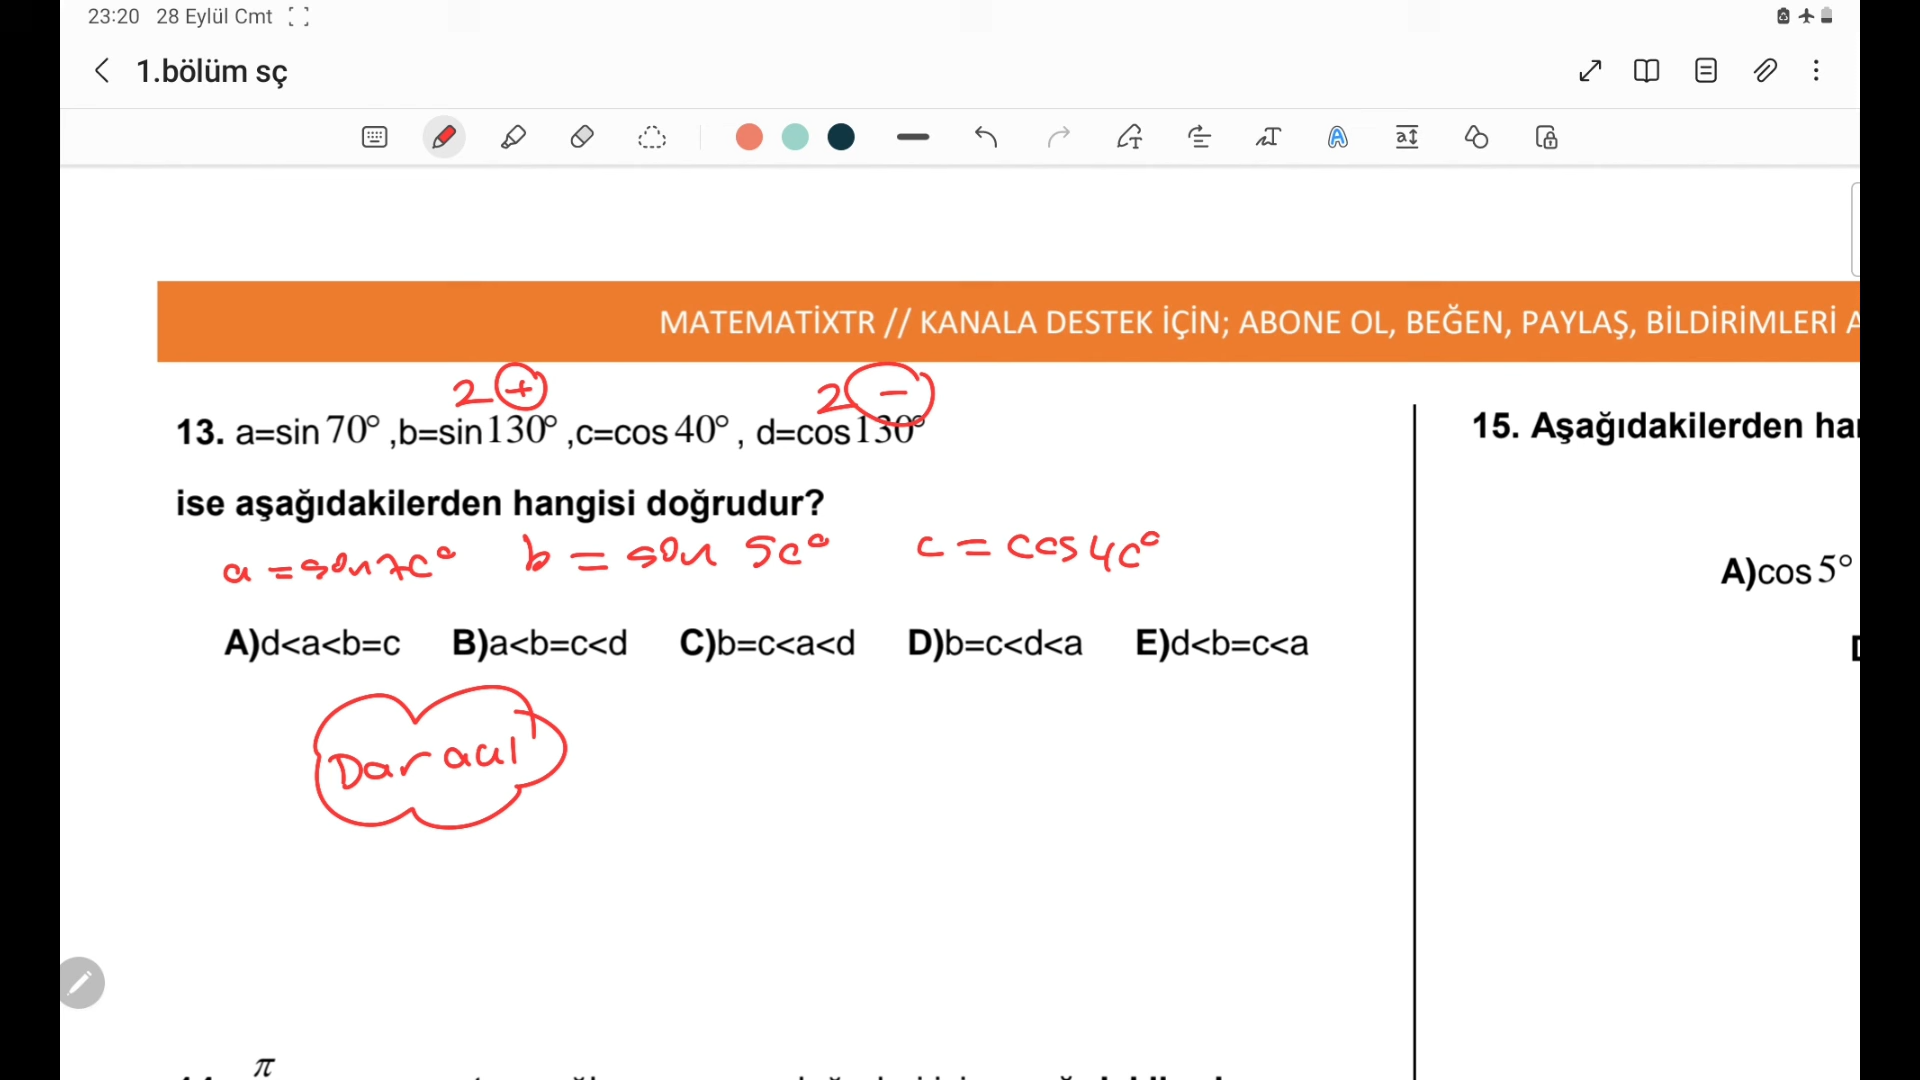 23:20 28 Eylül Cmt
1.bölüm sç
MATEMATİXTR // KANALA DESTEK İÇİN; ABONE OL, BEĞEN, PAYLAŞ, BİLDİRİMLERİ A
2 + 2 −
13. a=sin 70° ,b=sin 130° ,c=cos 40° , d=cos 130°
ise aşağıdakilerden hangisi doğrudur?
a = sin 70° b = sin 50° c = cos 40°
A)d<a<b=c B)a<b=c<d C)b=c<a<d D)b=c<d<a E)d<b=c<a
Dar açı
15. Aşağıdakilerden ha
A)cos 5°
π